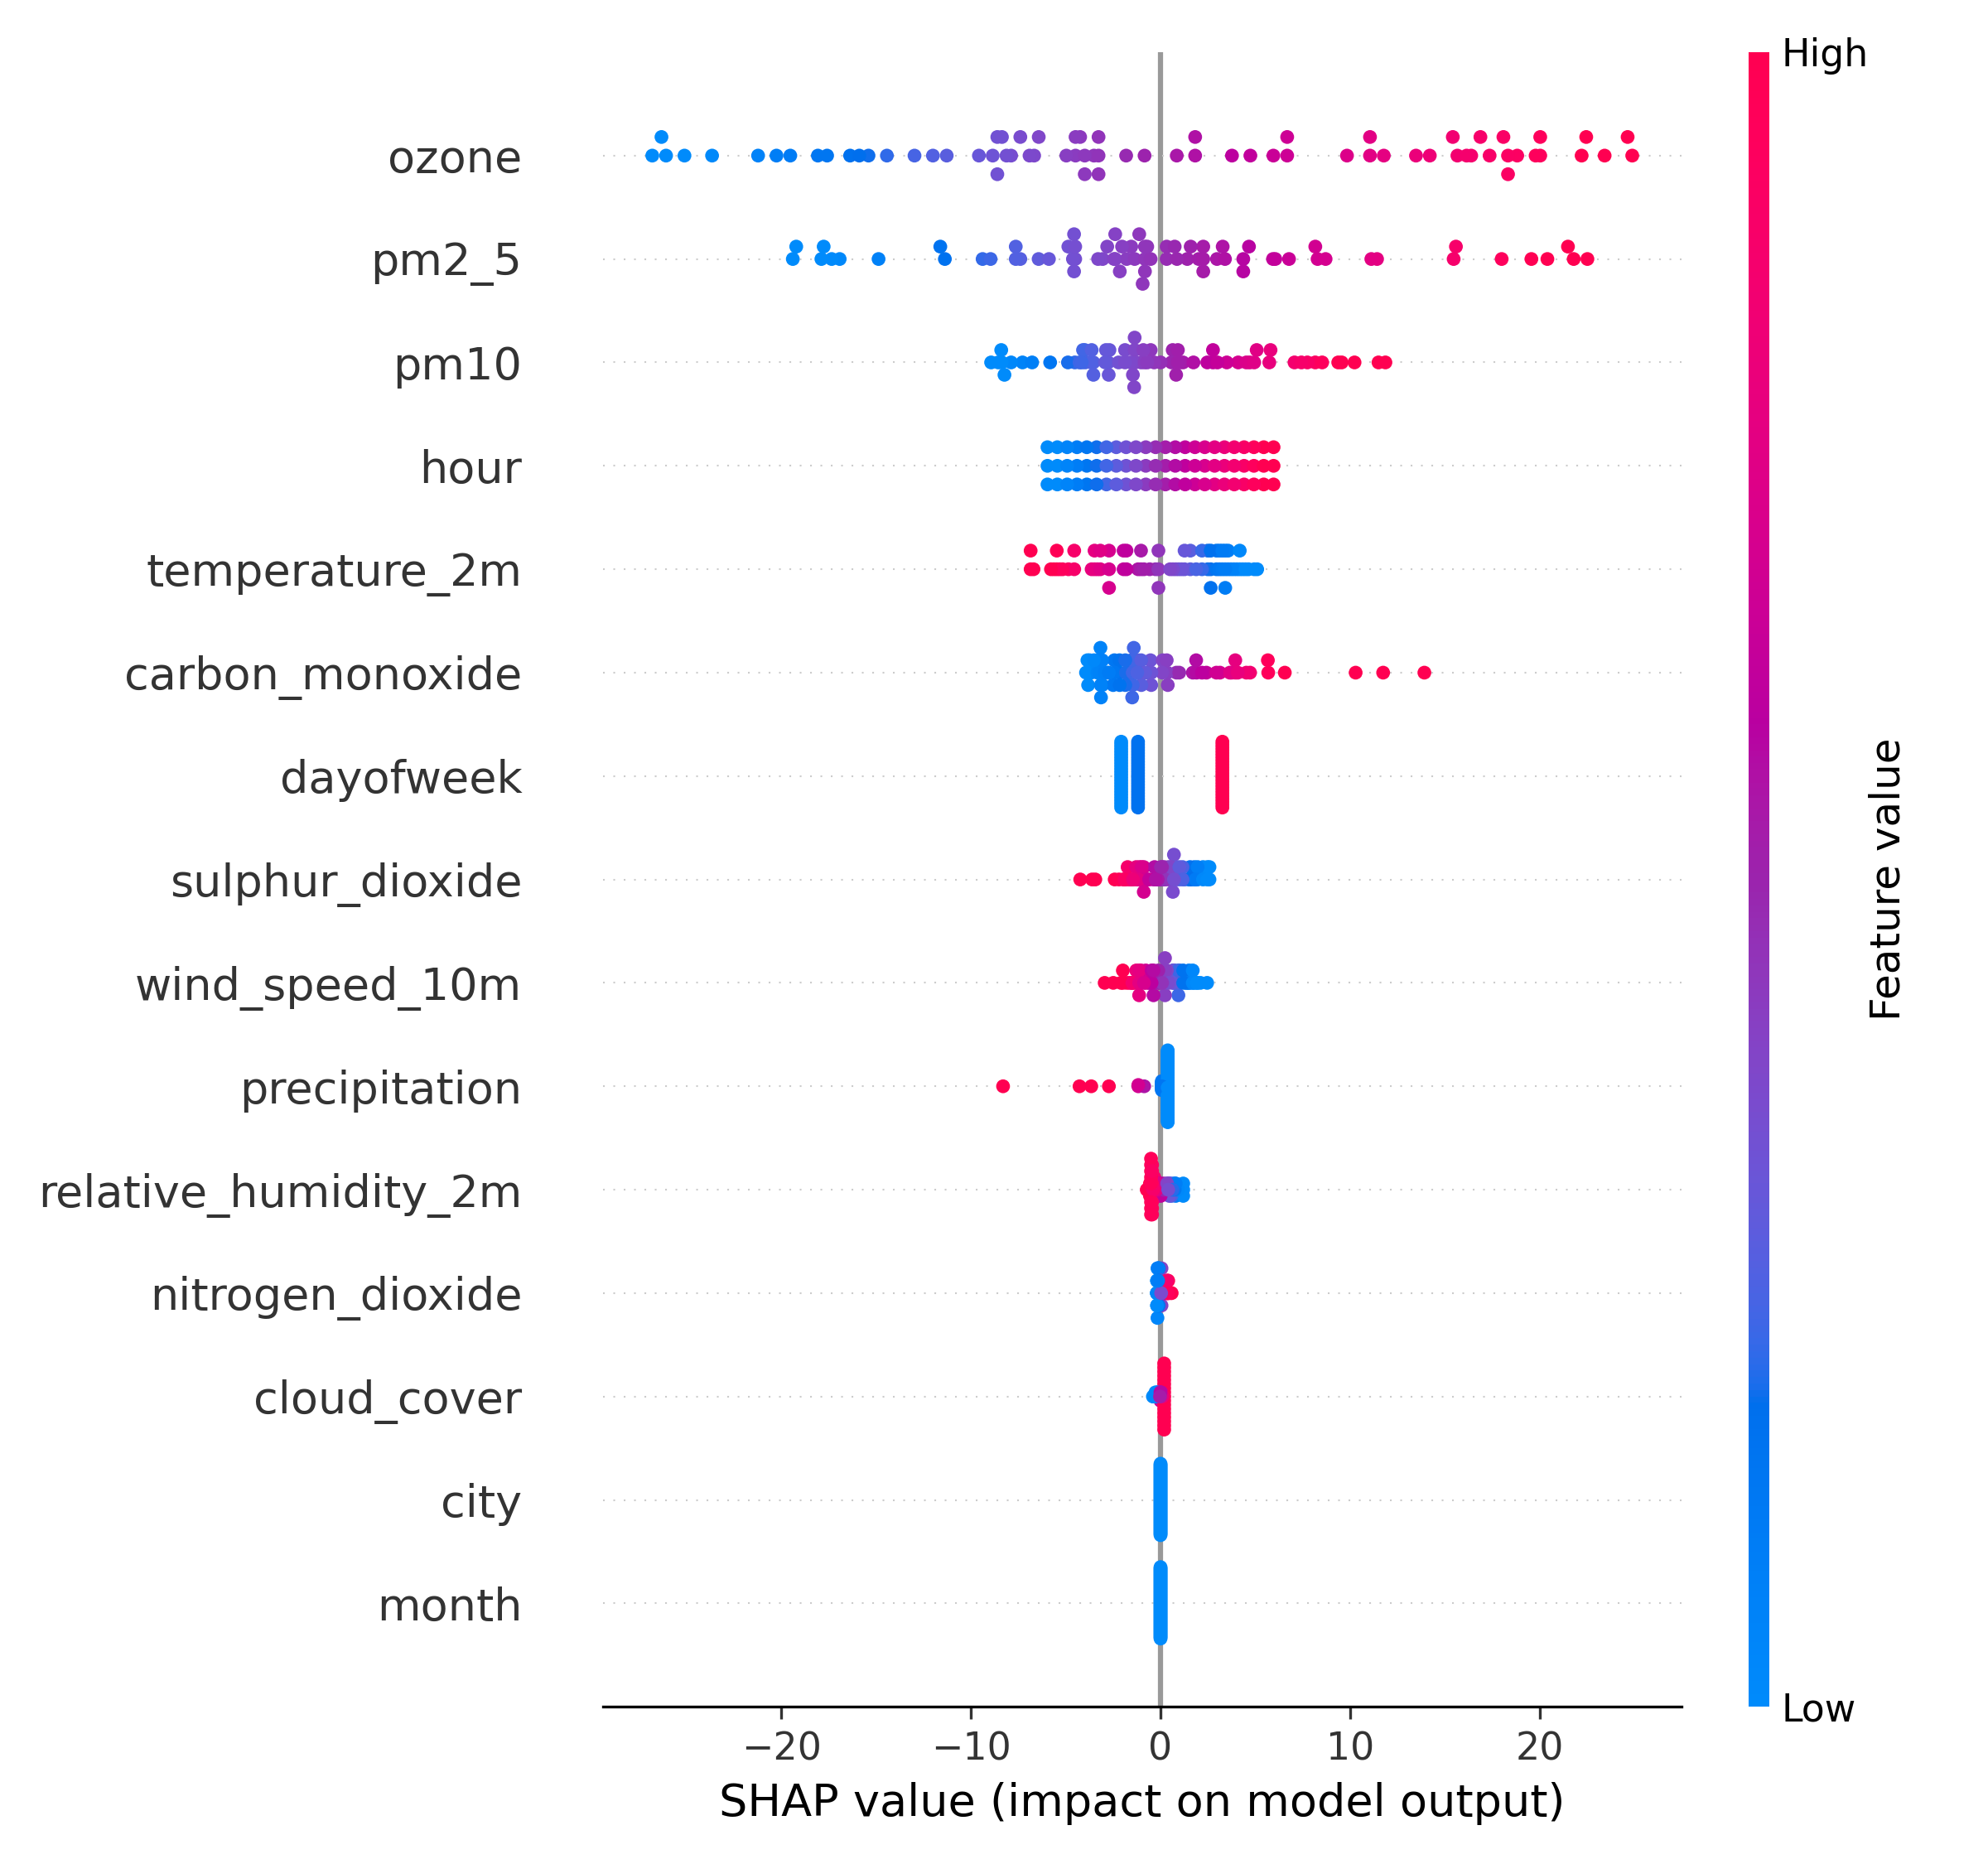 High
ozone
pm2_5
pm10
hour
temperature_2m
carbon_monoxide
dayofweek
sulphur_dioxide
wind_speed_10m
precipitation
relative_humidity_2m
nitrogen_dioxide
cloud_cover
city
month
Feature value
Low
−20 −10 0 10 20
SHAP value (impact on model output)